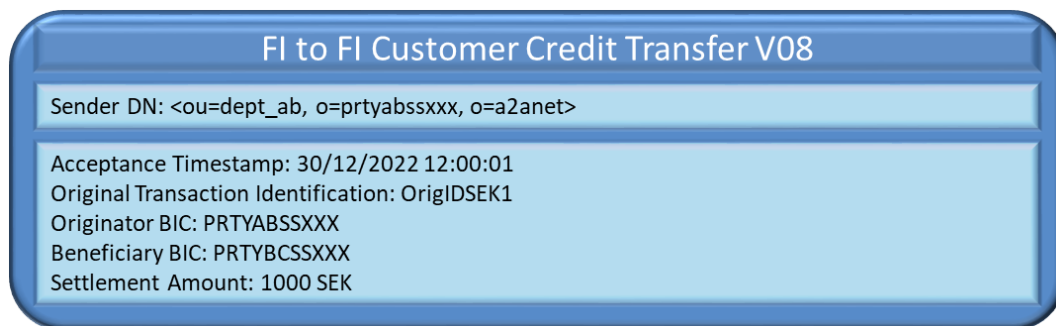 FI to FI Customer Credit Transfer V08
Sender DN: <ou=dept_ab, o=prtyabssxxx, o=a2anet>
Acceptance Timestamp: 30/12/2022 12:00:01
Original Transaction Identification: OrigIDSEK1
Originator BIC: PRTYABSSXXX
Beneficiary BIC: PRTYBCSSXXX
Settlement Amount: 1000 SEK